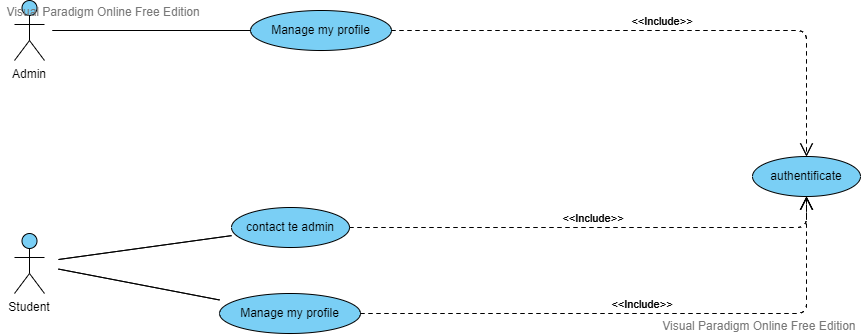 Visual Paradigm Online Free Edition
Manage my profile
<<Include>>
Admin
authentificate
contact te admin
<<Include>>
Student
Manage my profile
<<Include>>
Visual Paradigm Online Free Edition